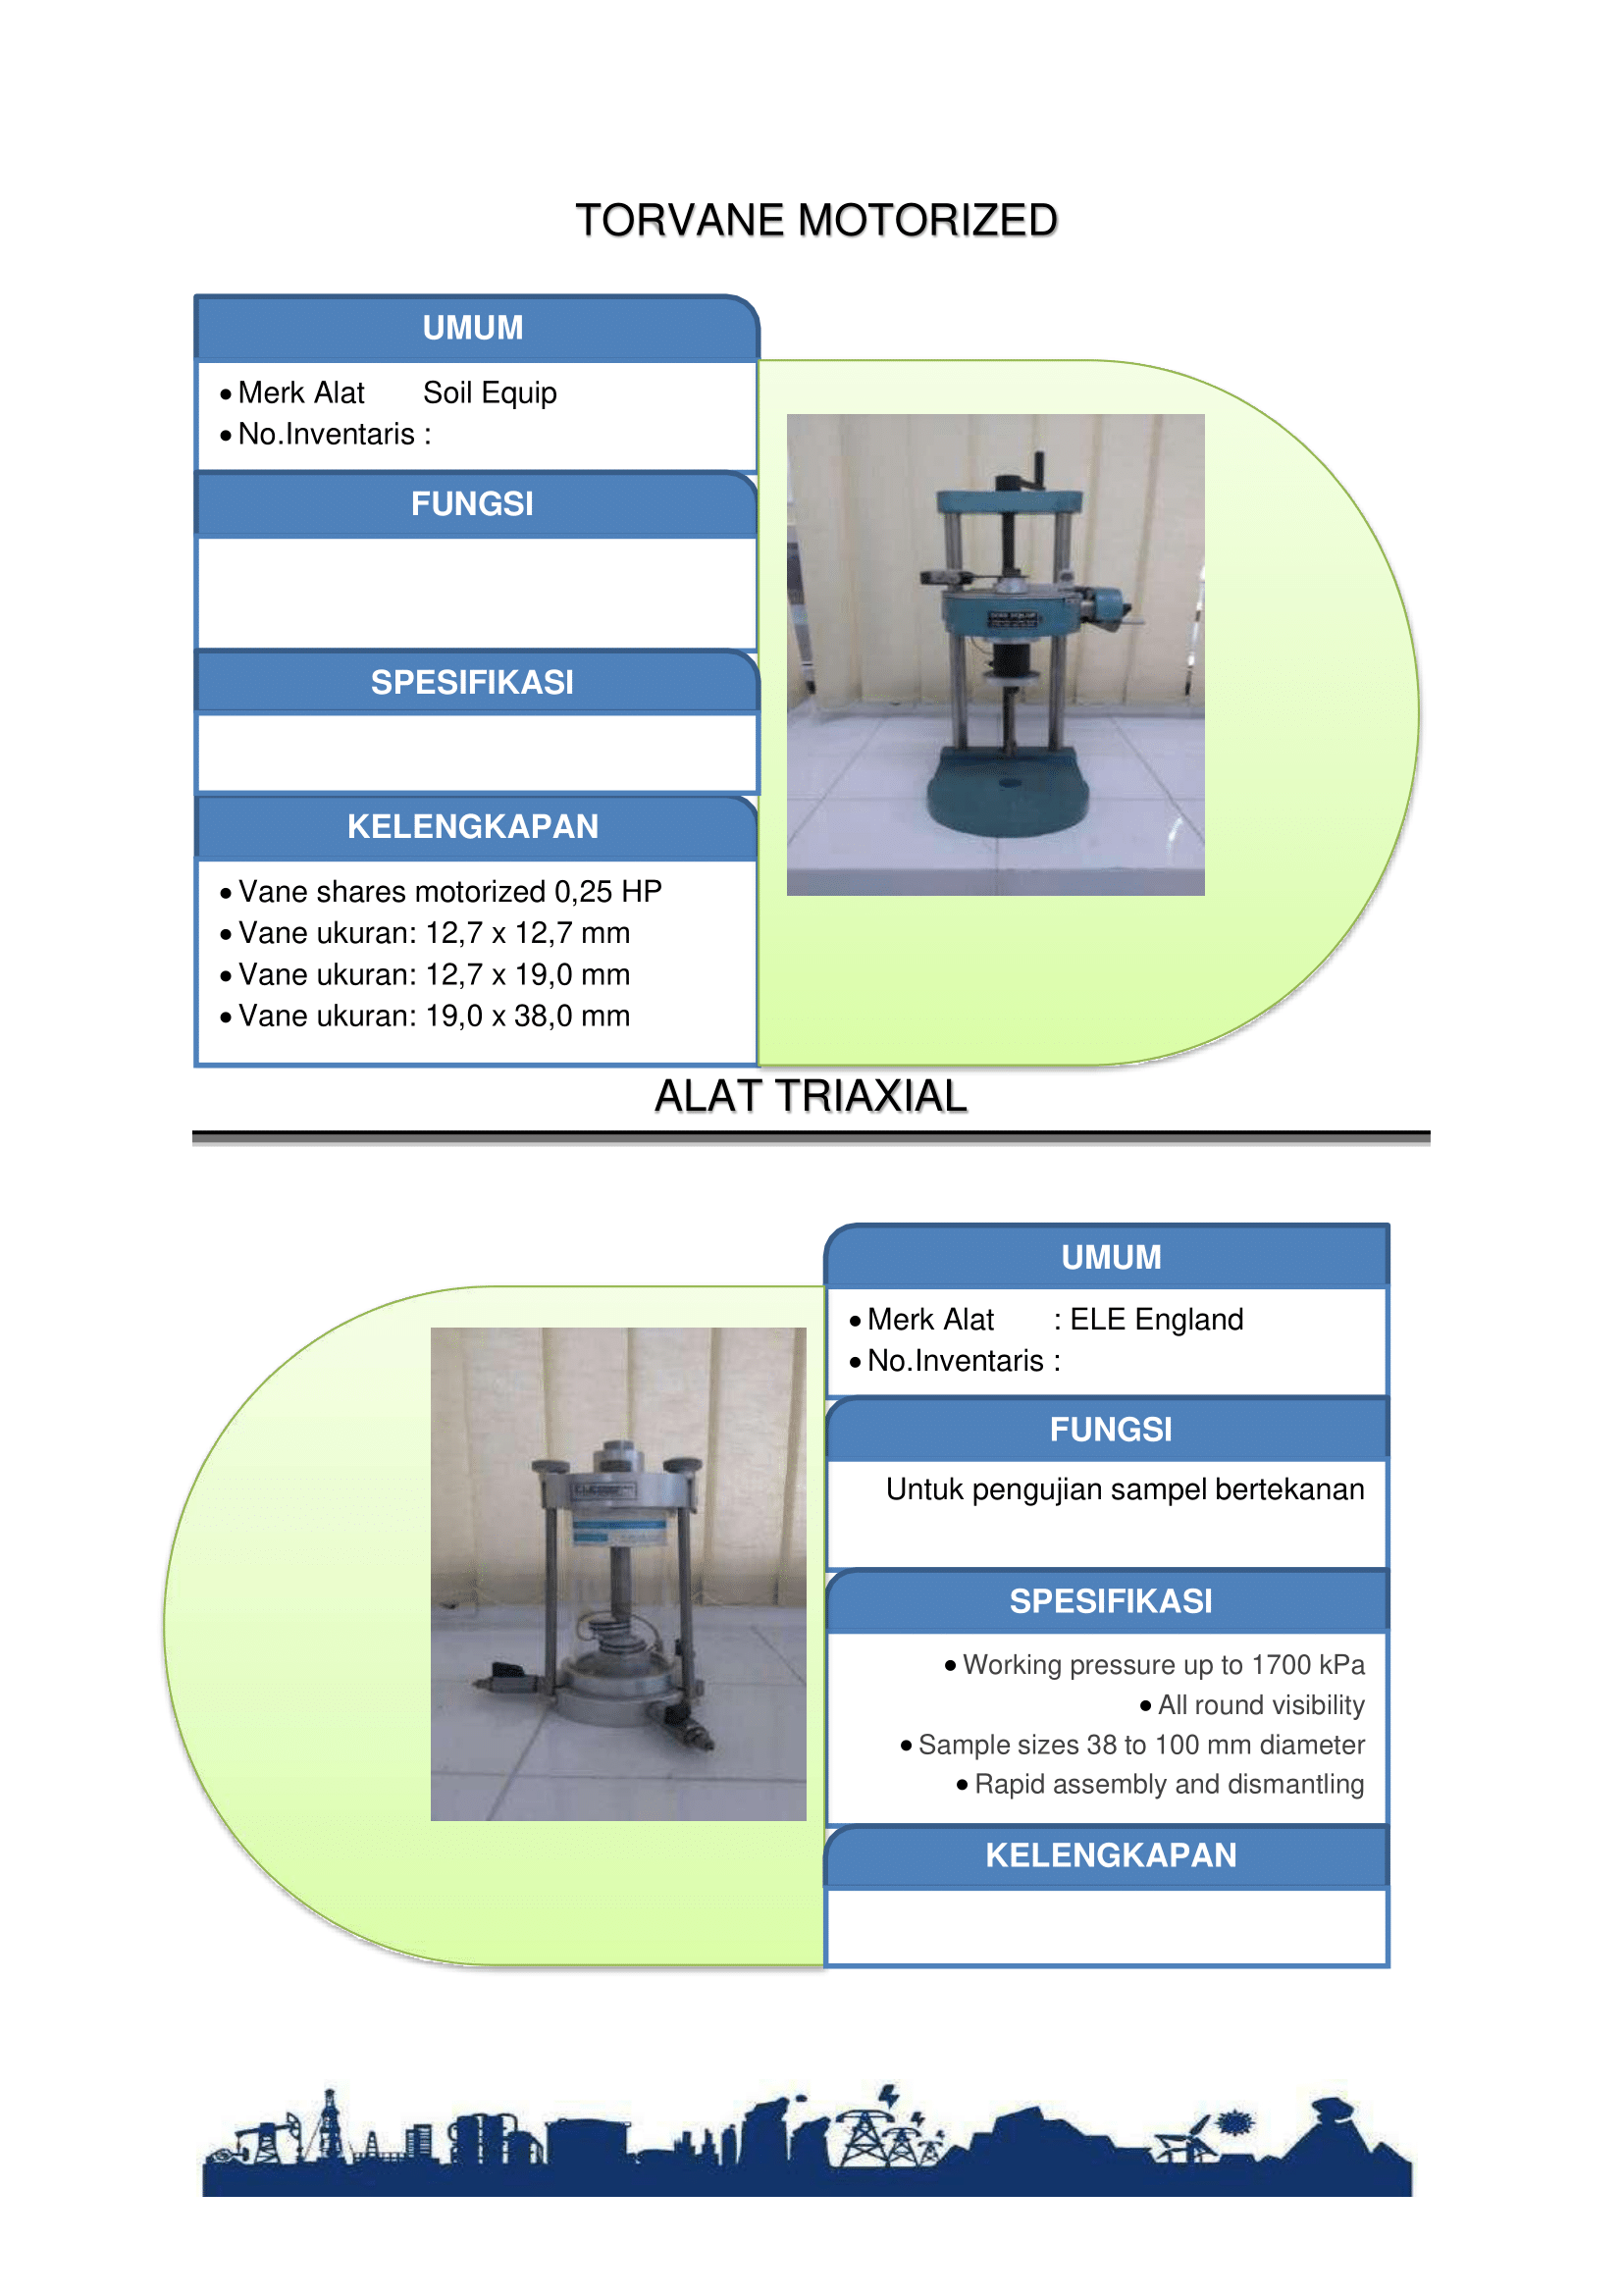 TORVANE MOTORIZED
UMUM
• Merk Alat Soil Equip
• No.Inventaris :
FUNGSI
SPESIFIKASI
KELENGKAPAN
• Vane shares motorized 0,25 HP
• Vane ukuran: 12,7 x 12,7 mm
• Vane ukuran: 12,7 x 19,0 mm
• Vane ukuran: 19,0 x 38,0 mm
ALAT TRIAXIAL
UMUM
• Merk Alat : ELE England
• No.Inventaris :
FUNGSI
Untuk pengujian sampel bertekanan
SPESIFIKASI
• Working pressure up to 1700 kPa
• All round visibility
• Sample sizes 38 to 100 mm diameter
• Rapid assembly and dismantling
KELENGKAPAN